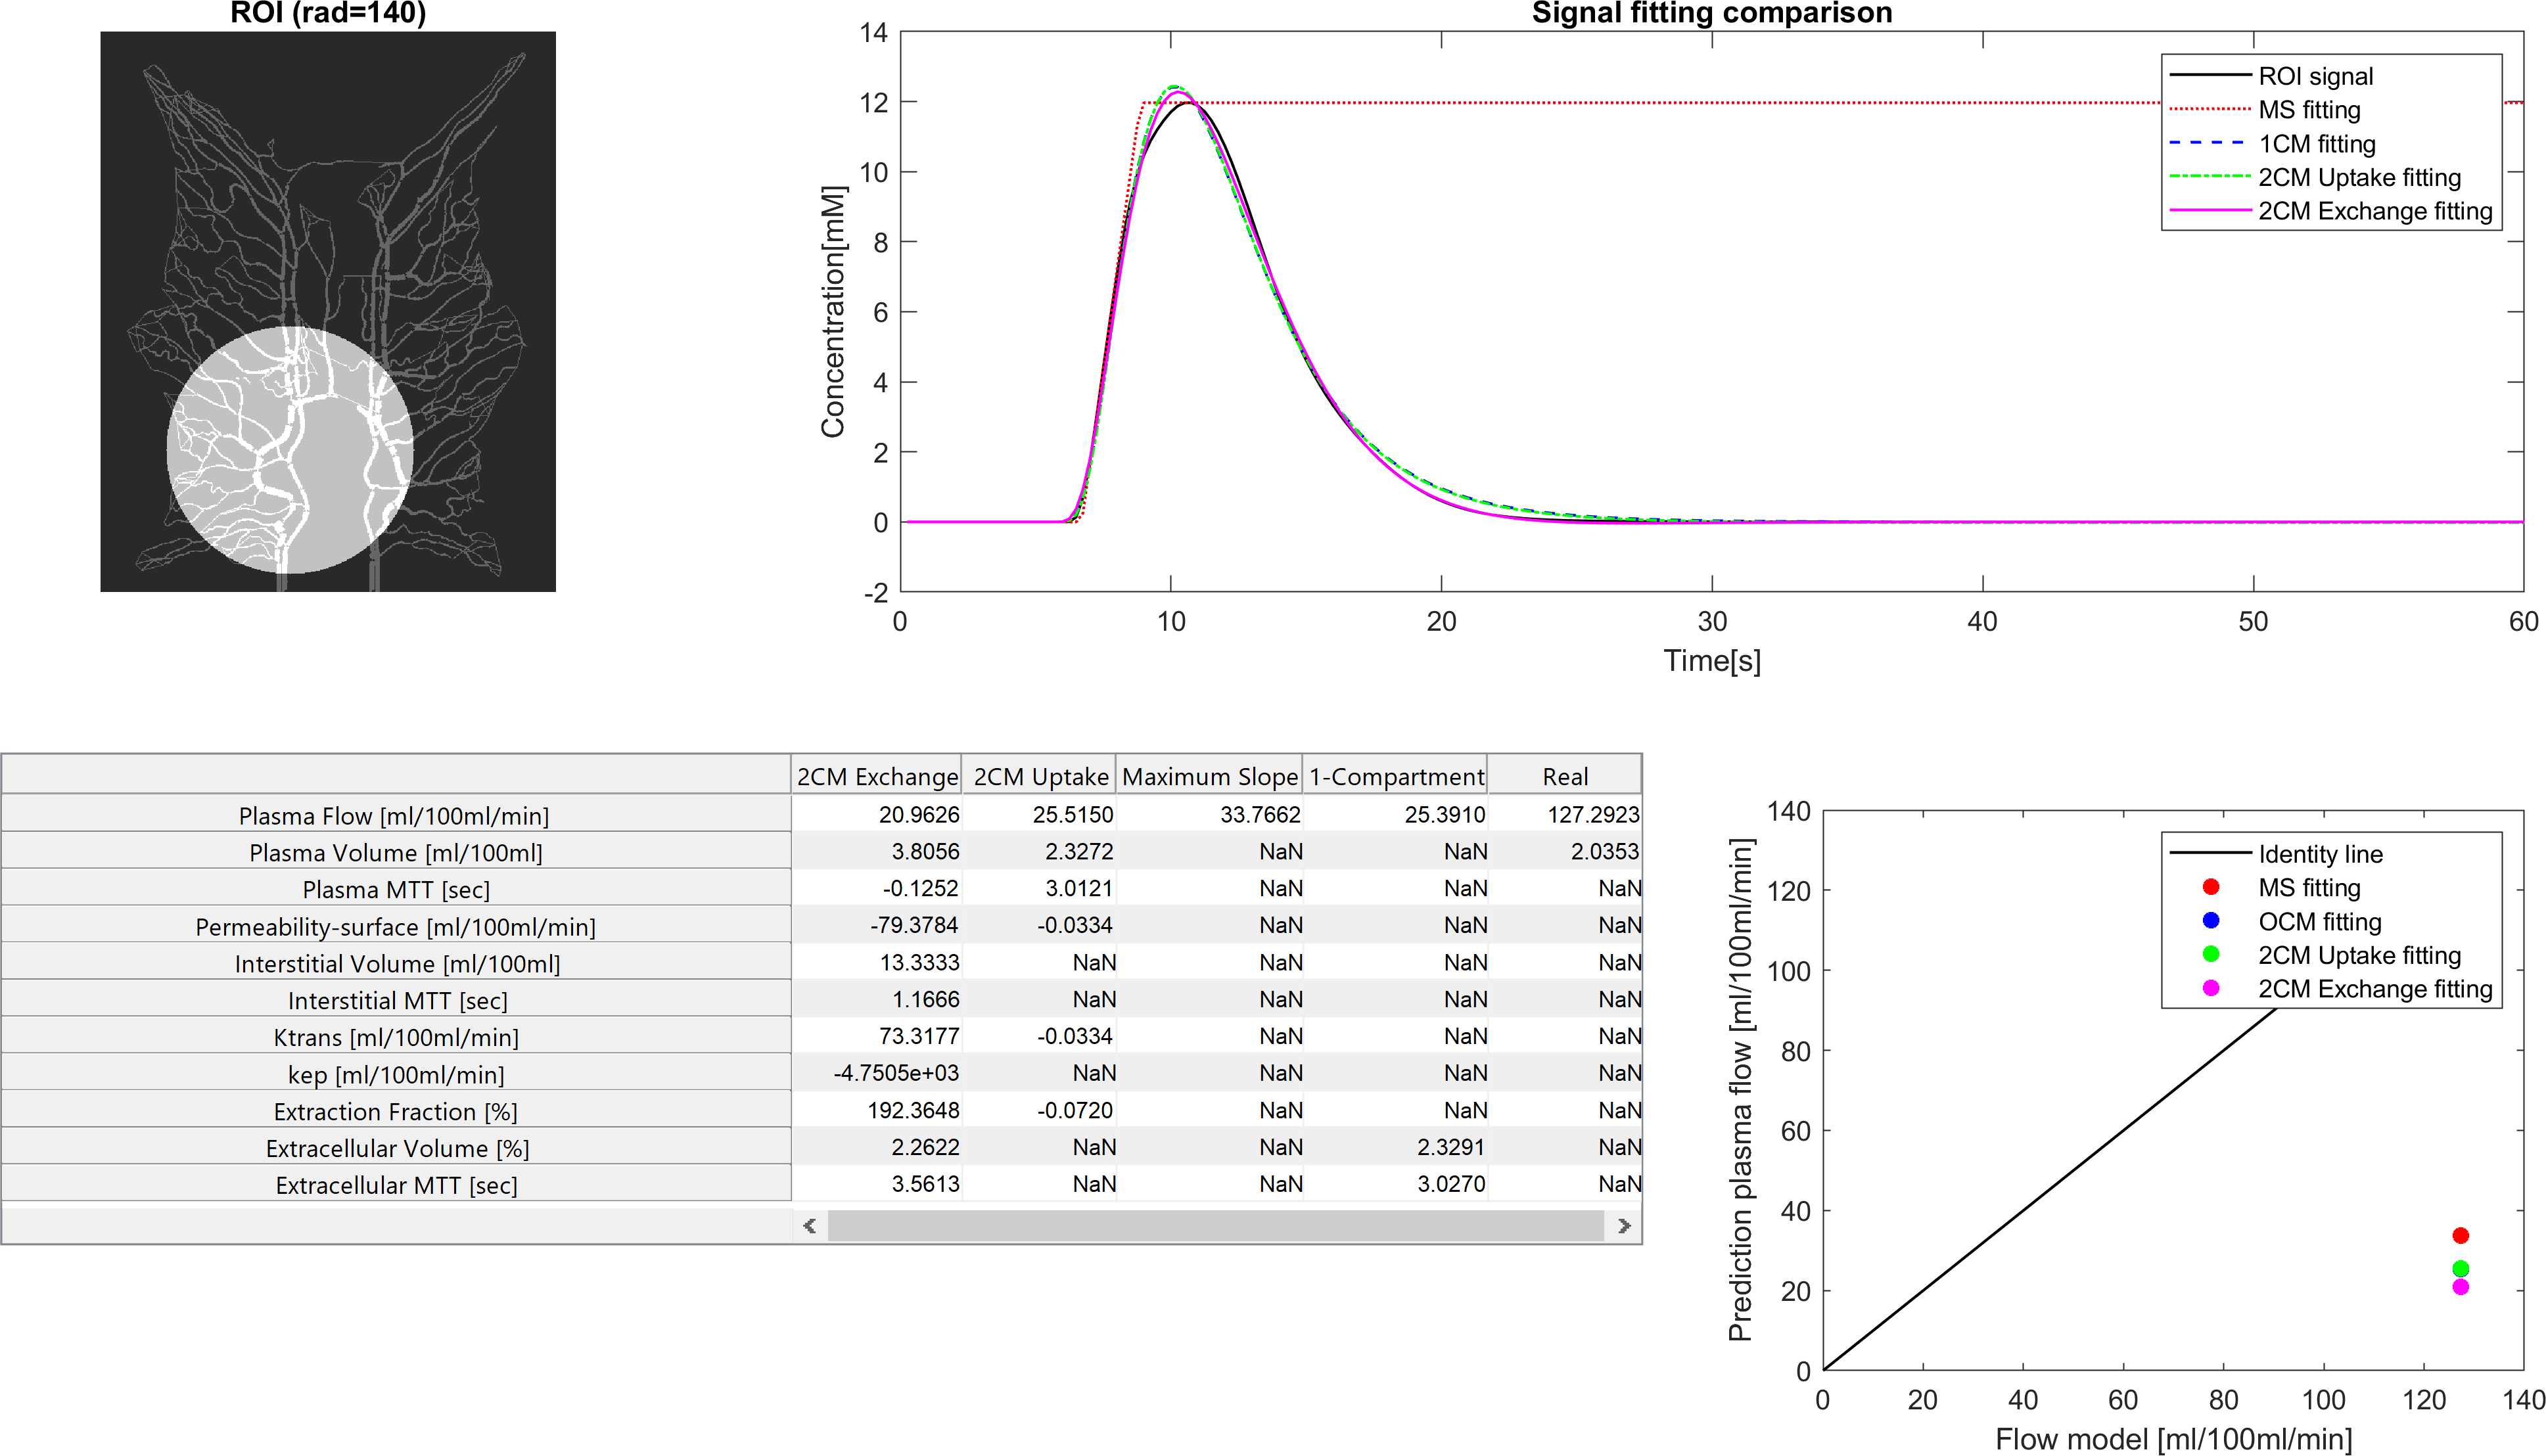 ROI (rad=140)
Signal fitting comparison
14
12
10
8
6
4
2
0
-2
Concentration[mM]
0 10 20 30 40 50 60
Time[s]
ROI signal
MS fitting
1CM fitting
2CM Uptake fitting
2CM Exchange fitting
2CM Exchange 2CM Uptake Maximum Slope 1-Compartment Real
Plasma Flow [ml/100ml/min] 20.9626 25.5150 33.7662 25.3910 127.2923
Plasma Volume [ml/100ml] 3.8056 2.3272 NaN NaN 2.0353
Plasma MTT [sec] -0.1252 3.0121 NaN NaN NaN
Permeability-surface [ml/100ml/min] -79.3784 -0.0334 NaN NaN NaN
Interstitial Volume [ml/100ml] 13.3333 NaN NaN NaN NaN
Interstitial MTT [sec] 1.1666 NaN NaN NaN NaN
Ktrans [ml/100ml/min] 73.3177 -0.0334 NaN NaN NaN
kep [ml/100ml/min] -4.7505e+03 NaN NaN NaN NaN
Extraction Fraction [%] 192.3648 -0.0720 NaN NaN NaN
Extracellular Volume [%] 2.2622 NaN NaN 2.3291 NaN
Extracellular MTT [sec] 3.5613 NaN NaN 3.0270 NaN
140
120
100
80
60
40
20
0
Prediction plasma flow [ml/100ml/min]
0 20 40 60 80 100 120 140
Flow model [ml/100ml/min]
Identity line
MS fitting
OCM fitting
2CM Uptake fitting
2CM Exchange fitting